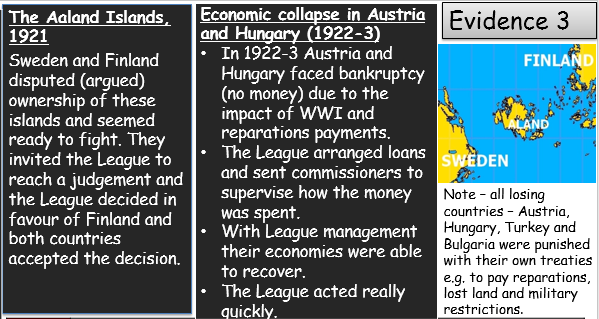 The Aaland Islands,
1921
Sweden and Finland
disputed (argued)
ownership of these
islands and seemed
ready to fight. They
invited the League to
reach a judgement and
the League decided in
favour of Finland and
both countries
accepted the decision.
Economic collapse in Austria
and Hungary (1922-3)
• In 1922-3 Austria and
Hungary faced bankruptcy
(no money) due to the
impact of WWI and
reparations payments.
• The League arranged loans
and sent commissioners to
supervise how the money
was spent.
• With League management
their economies were able
to recover.
• The League acted really
quickly.
Evidence 3
FINLAND
ALAND
SWEDEN
Note – all losing
countries – Austria,
Hungary, Turkey and
Bulgaria were punished
with their own treaties
e.g. to pay reparations,
lost land and military
restrictions.